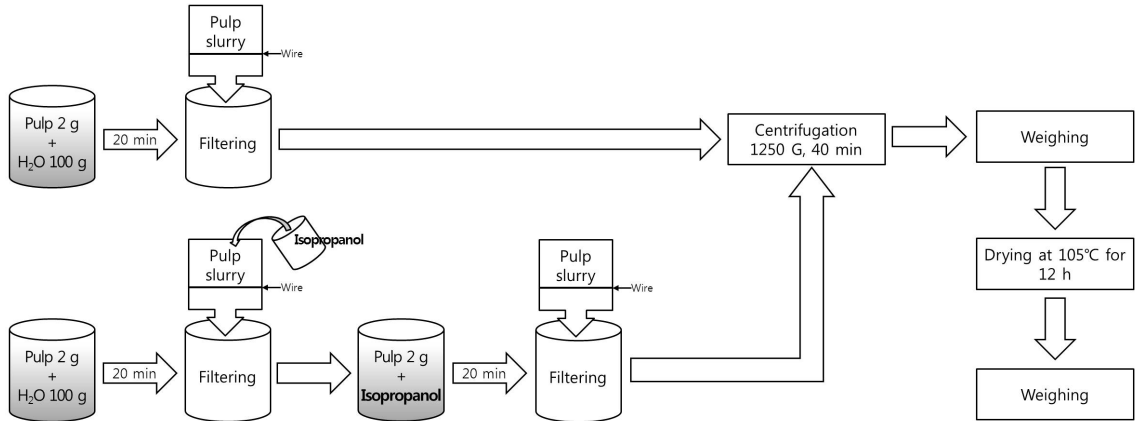 Pulp
slurry
Wire
Pulp 2 g
+
H₂O 100 g
20 min
Filtering
Centrifugation
1250 G, 40 min
Weighing
Drying at 105℃ for
12 h
Weighing
Isopropanol
Pulp
slurry
Wire
Pulp 2 g
+
H₂O 100 g
20 min
Filtering
Pulp 2 g
+
Isopropanol
20 min
Pulp
slurry
Wire
Filtering